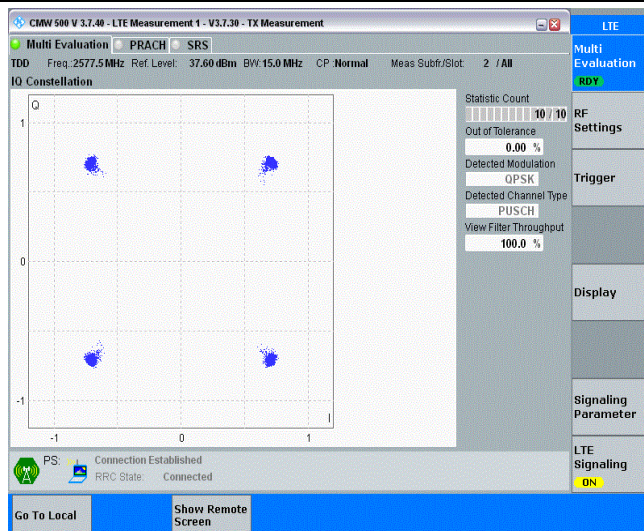 CMW 500 V 3.7.40 - LTE Measurement 1 - V3.7.30 - TX Measurement
LTE
Multi Evaluation PRACH SRS
Multi
Evaluation
RDY
TDD Freq.:2577.5 MHz Ref. Level: 37.60 dBm BW:15.0 MHz CP :Normal Meas Subfr./Slot: 2 / All
IQ Constellation
Q
1
0
-1
-1 0 1
I
Statistic Count
10 / 10
Out of Tolerance
0.00 %
Detected Modulation
QPSK
Detected Channel Type
PUSCH
View Filter Throughput
100.0 %
RF
Settings
Trigger
Display
Signaling
Parameter
LTE
Signaling
ON
PS: Connection Established
RRC State: Connected
Go To Local
Show Remote
Screen